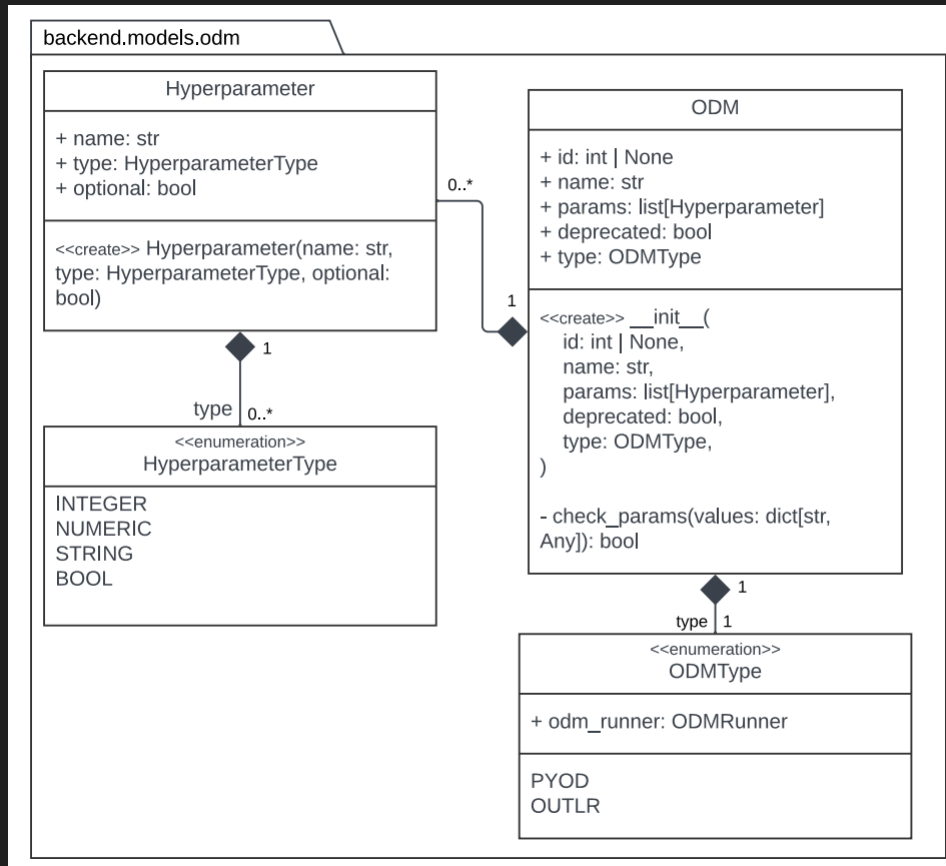 backend.models.odm
Hyperparameter
+ name: str
+ type: HyperparameterType
+ optional: bool
<<create>> Hyperparameter(name: str,
type: HyperparameterType, optional:
bool)
1
type
0..*
<<enumeration>>
HyperparameterType
INTEGER
NUMERIC
STRING
BOOL
0..*
1
ODM
+ id: int | None
+ name: str
+ params: list[Hyperparameter]
+ deprecated: bool
+ type: ODMType
<<create>> __init__(
id: int | None,
name: str,
params: list[Hyperparameter],
deprecated: bool,
type: ODMType,
)
- check_params(values: dict[str,
Any]): bool
1
type
1
<<enumeration>>
ODMType
+ odm_runner: ODMRunner
PYOD
OUTLR